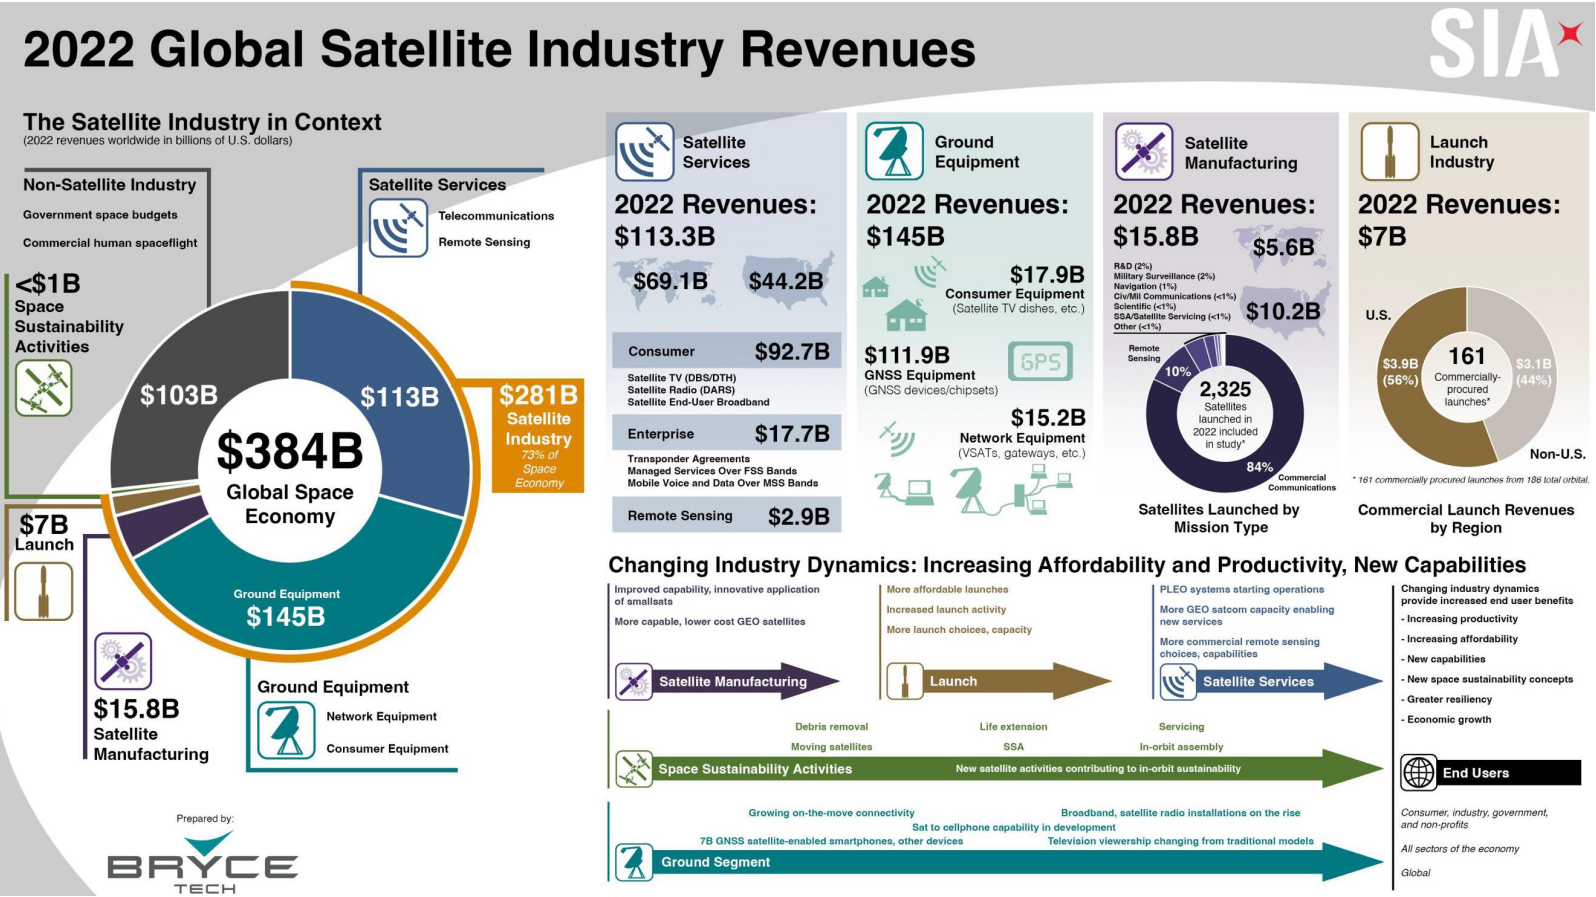 2022 Global Satellite Industry Revenues
SIA
The Satellite Industry in Context
(2022 revenues worldwide in billions of U.S. dollars)
Non-Satellite Industry
Government space budgets
Commercial human spaceflight
Satellite Services
Telecommunications
Remote Sensing
<$1B
Space
Sustainability
Activities
$103B
$113B
$281B
Satellite
Industry
73% of
Space
Economy
$384B
Global Space
Economy
$7B
Launch
Ground Equipment
$145B
$15.8B
Satellite
Manufacturing
Ground Equipment
Network Equipment
Consumer Equipment
Prepared by:
BRYCE
TECH
Satellite
Services
2022 Revenues:
$113.3B
$69.1B
$44.2B
Consumer $92.7B
Satellite TV (DBS/DTH)
Satellite Radio (DARS)
Satellite End-User Broadband
Enterprise $17.7B
Transponder Agreements
Managed Services Over FSS Bands
Mobile Voice and Data Over MSS Bands
Remote Sensing $2.9B
Ground
Equipment
2022 Revenues:
$145B
$17.9B
Consumer Equipment
(Satellite TV dishes, etc.)
$111.9B
GNSS Equipment
(GNSS devices/chipsets)
GPS
$15.2B
Network Equipment
(VSATs, gateways, etc.)
Satellite
Manufacturing
2022 Revenues:
$15.8B
$5.6B
$10.2B
R&D (2%)
Military Surveillance (2%)
Navigation (1%)
Civ/Mil Communications (<1%)
Scientific (<1%)
SSA/Satellite Servicing (<1%)
Other (<1%)
Remote
Sensing
10%
2,325
Satellites
launched in
2022 included
in study*
84%
Commercial
Communications
Satellites Launched by
Mission Type
Launch
Industry
2022 Revenues:
$7B
U.S.
$3.9B
(56%)
161
Commercially-
procured
launches*
$3.1B
(44%)
Non-U.S.
* 161 commercially procured launches from 186 total orbital.
Commercial Launch Revenues
by Region
Changing Industry Dynamics: Increasing Affordability and Productivity, New Capabilities
Improved capability, innovative application
of smallsats
More capable, lower cost GEO satellites
Satellite Manufacturing
More affordable launches
Increased launch activity
More launch choices, capacity
Launch
PLEO systems starting operations
More GEO satcom capacity enabling
new services
More commercial remote sensing
choices, capabilities
Satellite Services
Debris removal
Life extension
Servicing
Moving satellites
SSA
In-orbit assembly
Space Sustainability Activities
New satellite activities contributing to in-orbit sustainability
Growing on-the-move connectivity
Broadband, satellite radio installations on the rise
Sat to cellphone capability in development
7B GNSS satellite-enabled smartphones, other devices
Television viewership changing from traditional models
Ground Segment
Changing industry dynamics
provide increased end user benefits
- Increasing productivity
- Increasing affordability
- New capabilities
- New space sustainability concepts
- Greater resiliency
- Economic growth
End Users
Consumer, industry, government,
and non-profits
All sectors of the economy
Global